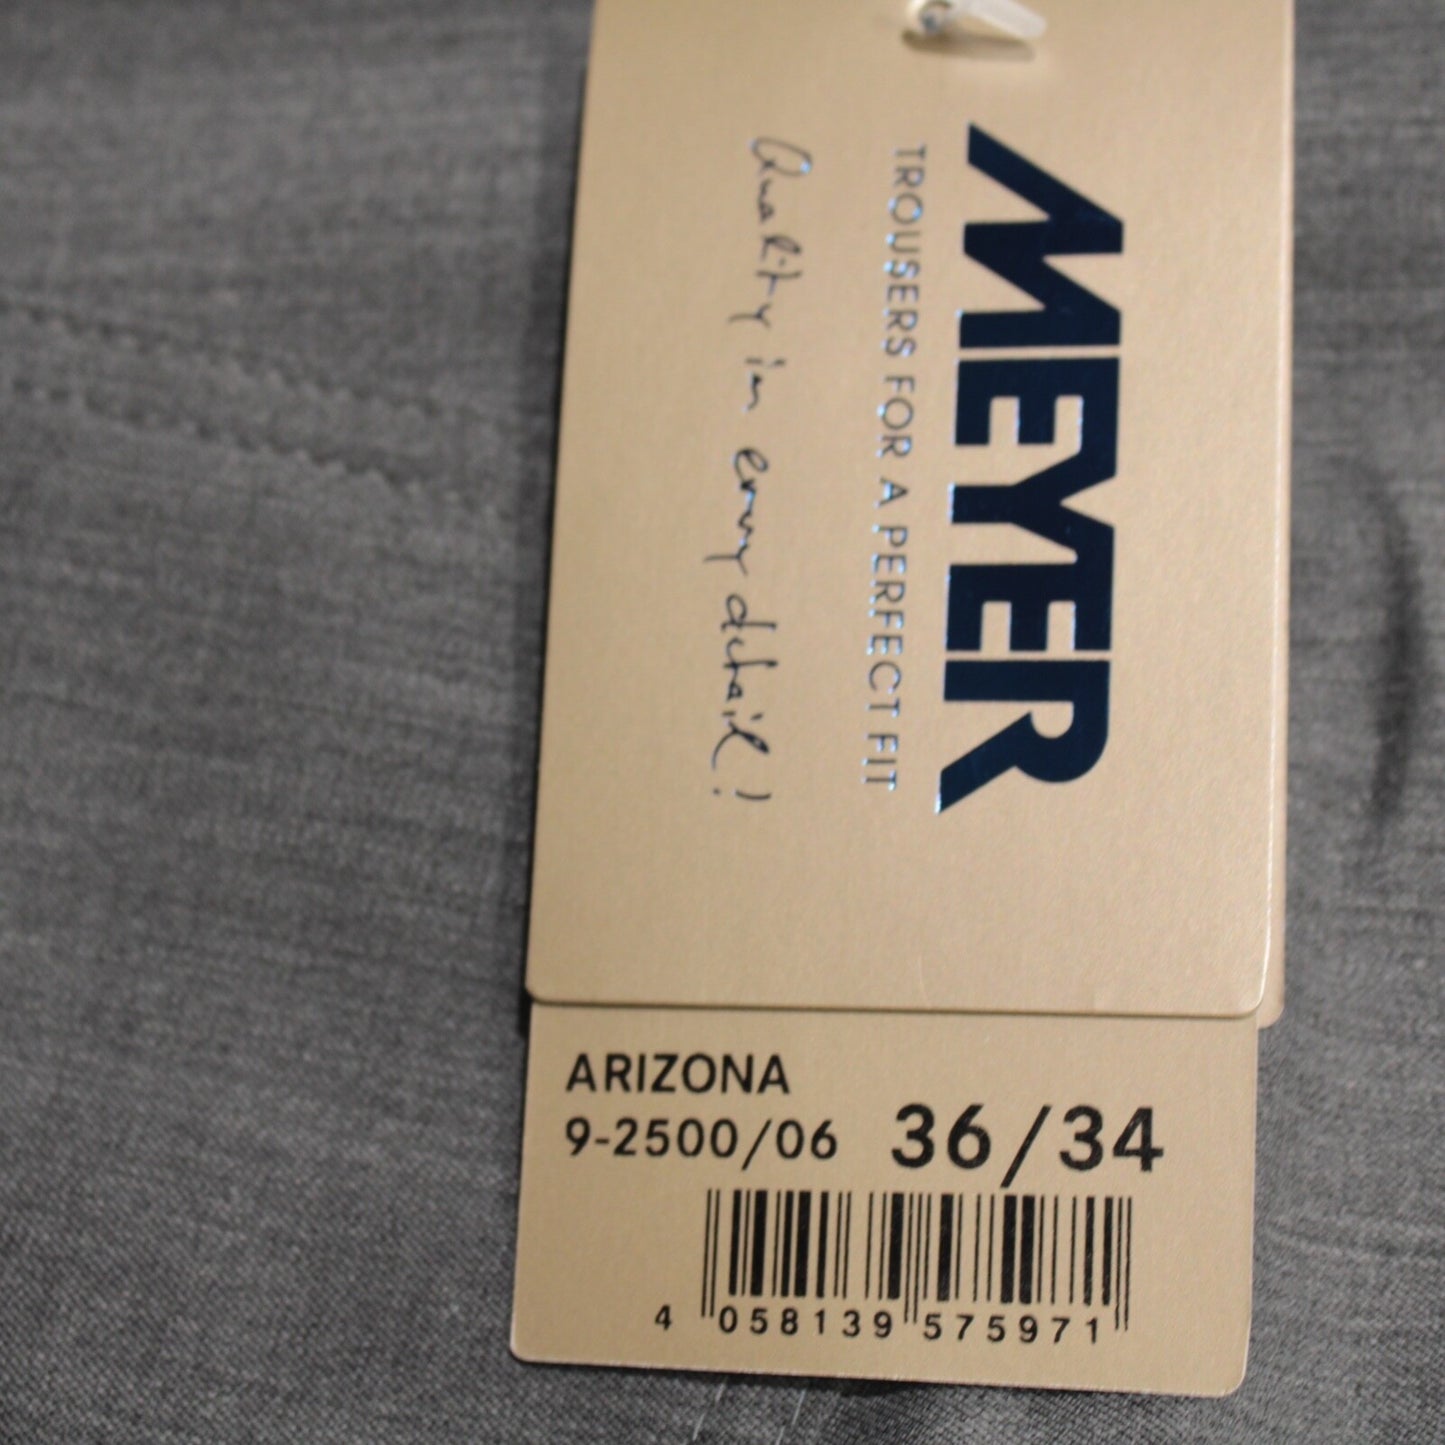 MEYER
TROUSERS FOR A PERFECT FIT
Quality in every detail!
ARIZONA
9-2500/06 36/34
4 058139 575971